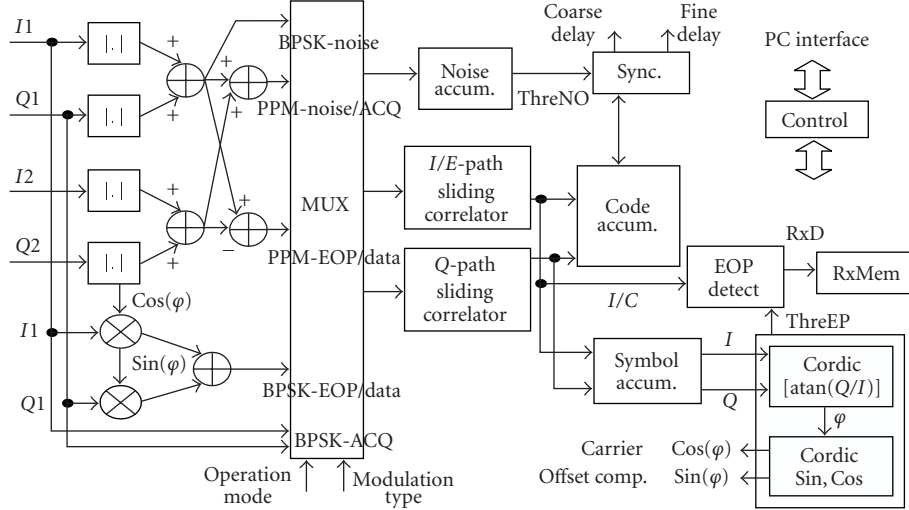 I1
|.|
+
Q1
|.|
+
I2
|.|
+
Q2
|.|
+
+
+
+
−
Cos(φ)
I1
Sin(φ)
Q1
BPSK-noise
PPM-noise/ACQ
MUX
PPM-EOP/data
BPSK-EOP/data
BPSK-ACQ
Operation
mode
Modulation
type
Noise
accum.
ThreNO
Coarse
delay
Fine
delay
Sync.
PC interface
Control
I/E-path
sliding
correlator
Q-path
sliding
correlator
Code
accum.
I/C
EOP
detect
RxD
RxMem
ThreEP
Symbol
accum.
I
Q
Cordic
[atan(Q/I)]
φ
Cordic
Sin, Cos
Carrier
Offset comp.
Cos(φ)
Sin(φ)